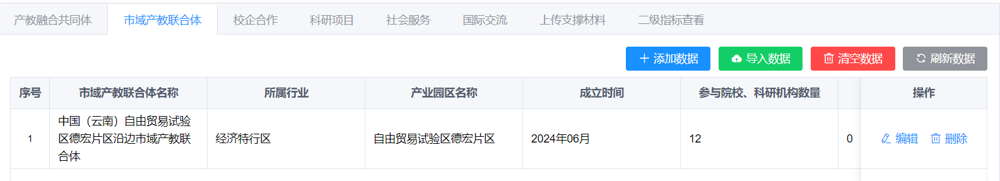 产教融合共同体 市域产教联合体 校企合作 科研项目 社会服务 国际交流 上传支撑材料 二级指标查看
添加数据 导入数据 清空数据 刷新数据
序号 市域产教联合体名称 所属行业 产业园区名称 成立时间 参与院校、科研机构数量 操作
中国（云南）自由贸易试验
1 区德宏片区沿边市域产教联 经济特行区 自由贸易试验区德宏片区 2024年06月 12 0 编辑 删除
合体